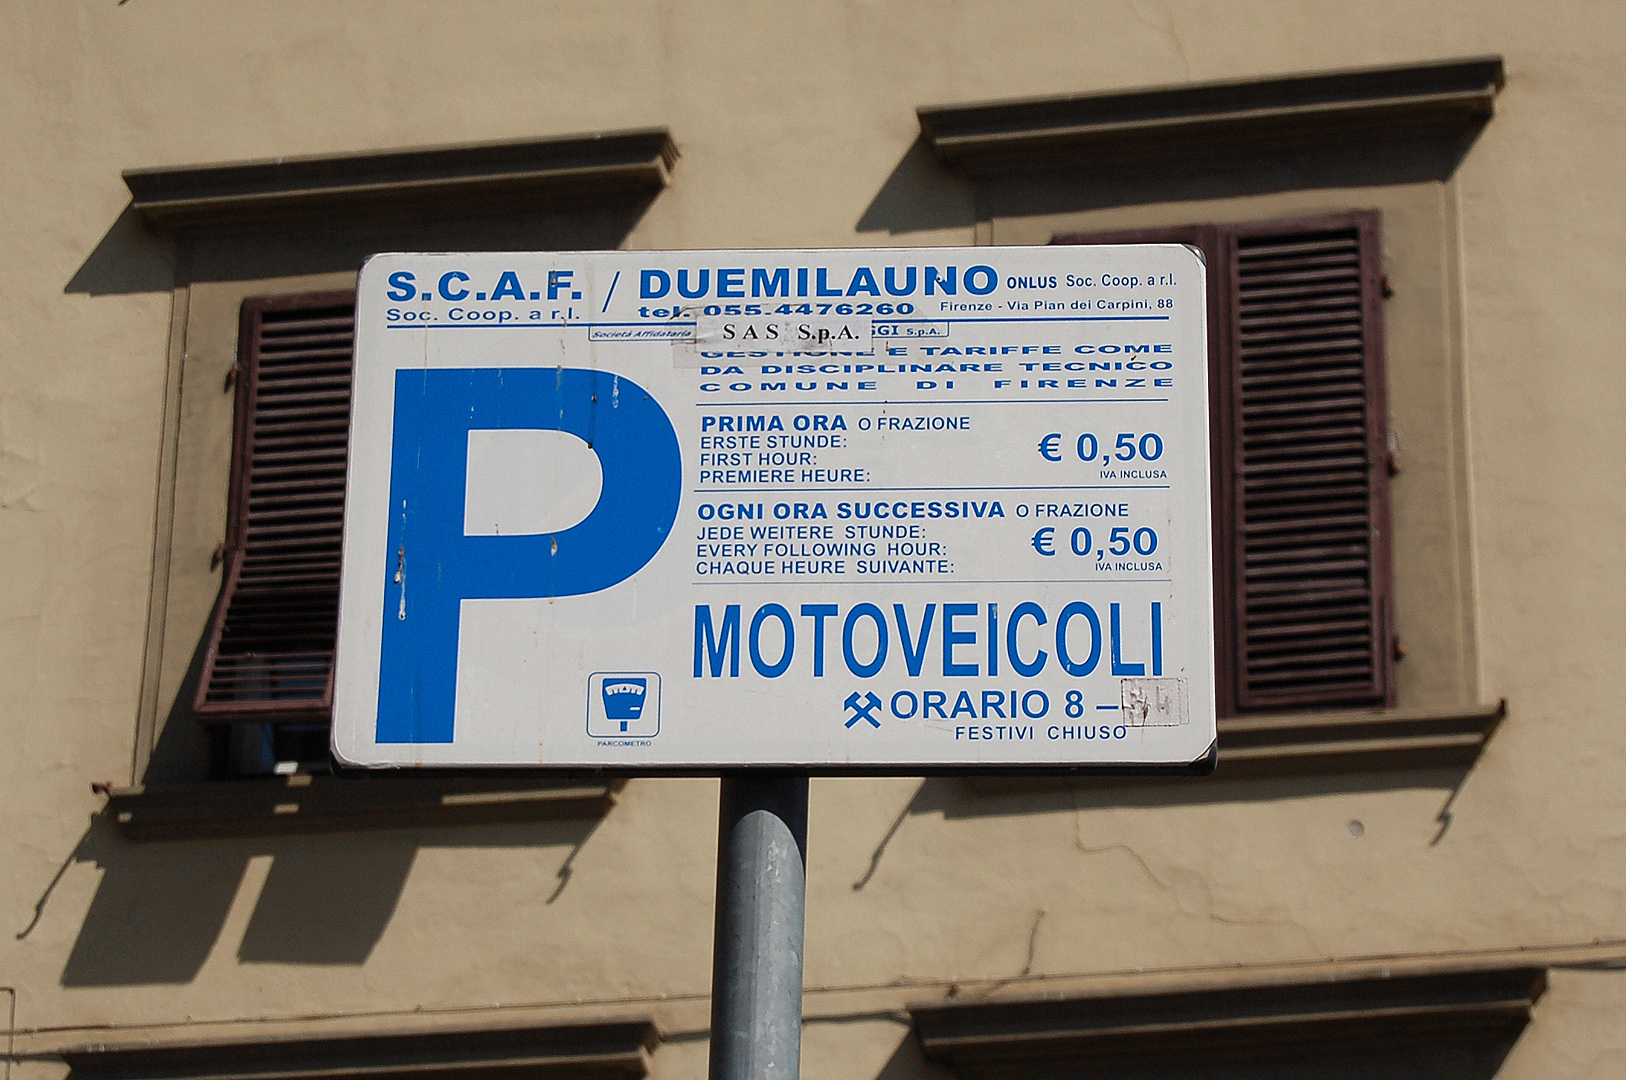 S.C.A.F. / DUEMILAUNO ONLUS Soc. Coop. a r.l.
Soc. Coop. a r.l. tel. 055.4476260 Firenze - Via Pian dei Carpini, 88
Società Affidataria SAS S.p.A. S.p.A.
GESTIONE E TARIFFE COME
DA DISCIPLINARE TECNICO
COMUNE DI FIRENZE
P
PRIMA ORA O FRAZIONE
ERSTE STUNDE:
FIRST HOUR:
PREMIERE HEURE:
€ 0,50
IVA INCLUSA
OGNI ORA SUCCESSIVA O FRAZIONE
JEDE WEITERE STUNDE:
EVERY FOLLOWING HOUR:
CHAQUE HEURE SUIVANTE:
€ 0,50
IVA INCLUSA
MOTOVEICOLI
ORARIO 8 –
FESTIVI CHIUSO
PARCOMETRO